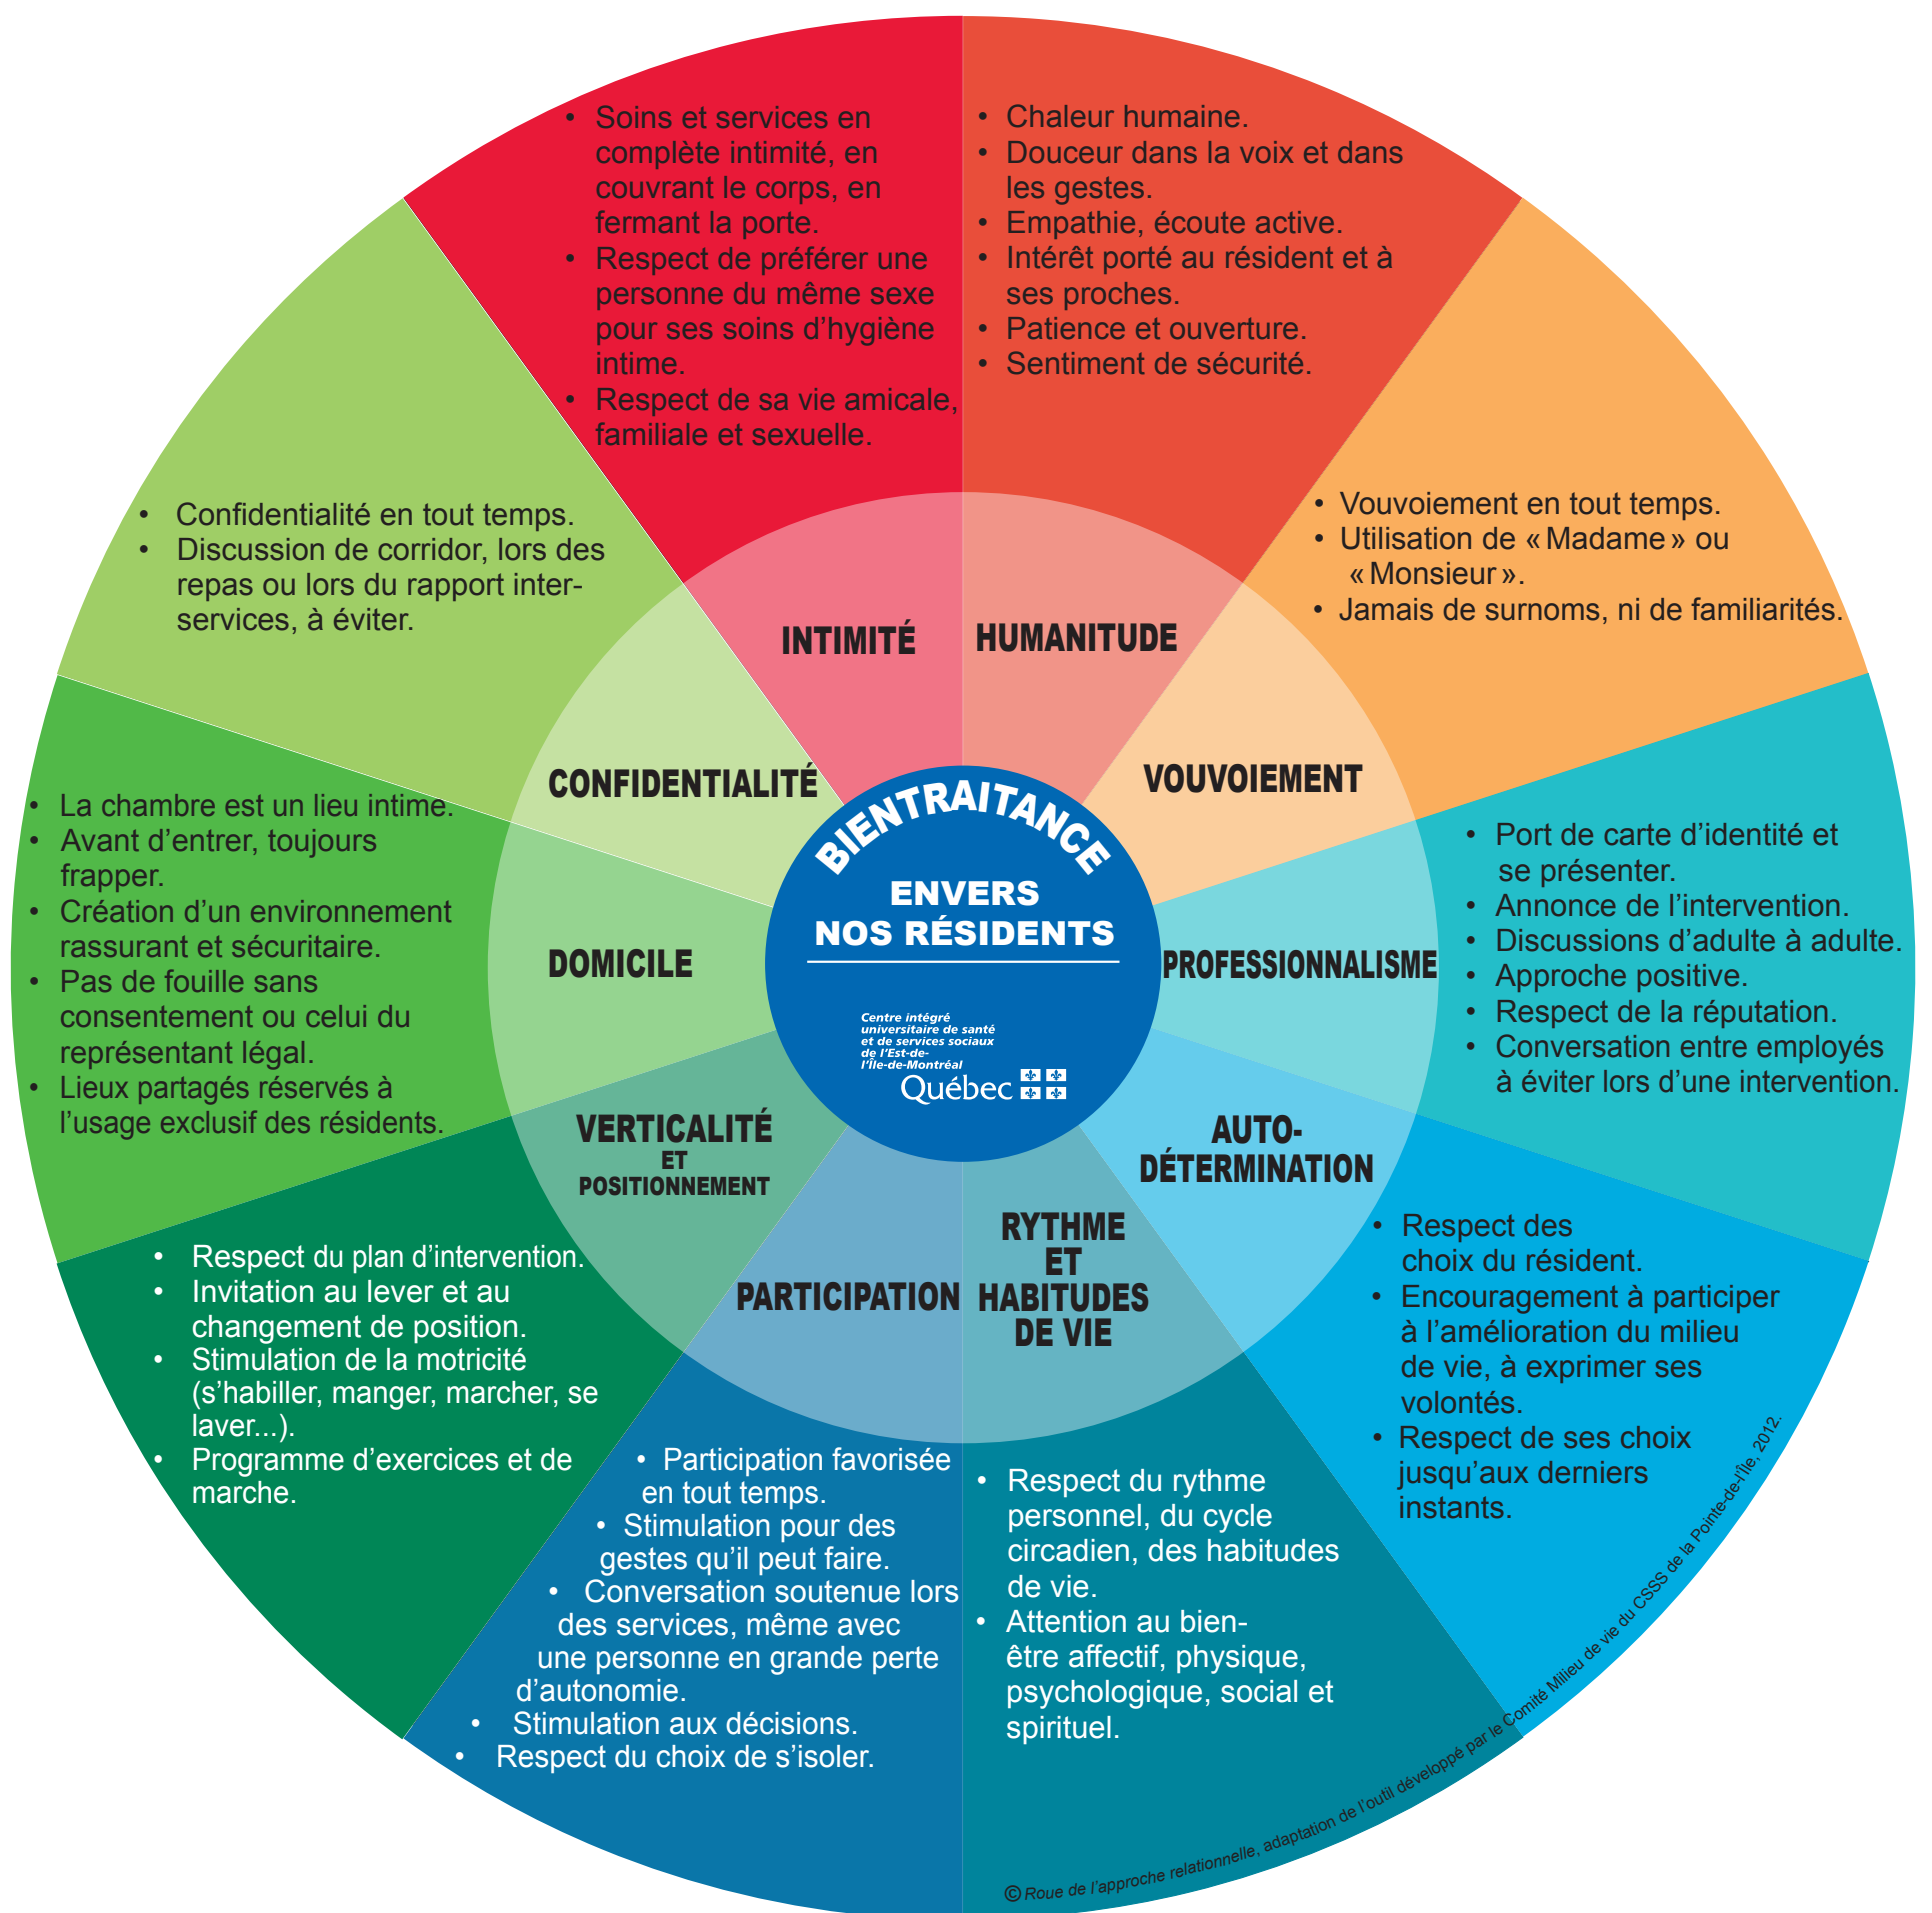 BIENTRAITANCE
ENVERS
NOS RÉSIDENTS
Centre intégré
universitaire de santé
et de services sociaux
de l'Est-de-
l'Île-de-Montréal
Québec
HUMANITUDE
• Chaleur humaine.
• Douceur dans la voix et dans
les gestes.
• Empathie, écoute active.
• Intérêt porté au résident et à
ses proches.
• Patience et ouverture.
• Sentiment de sécurité.
VOUVOIEMENT
• Vouvoiement en tout temps.
• Utilisation de « Madame » ou
« Monsieur ».
• Jamais de surnoms, ni de familiarités.
PROFESSIONNALISME
• Port de carte d'identité et
se présenter.
• Annonce de l'intervention.
• Discussions d'adulte à adulte.
• Approche positive.
• Respect de la réputation.
• Conversation entre employés
à éviter lors d'une intervention.
AUTO-
DÉTERMINATION
• Respect des
choix du résident.
• Encouragement à participer
à l'amélioration du milieu
de vie, à exprimer ses
volontés.
• Respect de ses choix
jusqu'aux derniers
instants.
RYTHME
ET
HABITUDES
DE VIE
• Respect du rythme
personnel, du cycle
circadien, des habitudes
de vie.
• Attention au bien-
être affectif, physique,
psychologique, social et
spirituel.
PARTICIPATION
• Participation favorisée
en tout temps.
• Stimulation pour des
gestes qu'il peut faire.
• Conversation soutenue lors
des services, même avec
une personne en grande perte
d'autonomie.
• Stimulation aux décisions.
• Respect du choix de s'isoler.
VERTICALITÉ
ET
POSITIONNEMENT
• Respect du plan d'intervention.
• Invitation au lever et au
changement de position.
• Stimulation de la motricité
(s'habiller, manger, marcher, se
laver...).
• Programme d'exercices et de
marche.
DOMICILE
• La chambre est un lieu intime.
• Avant d'entrer, toujours
frapper.
• Création d'un environnement
rassurant et sécuritaire.
• Pas de fouille sans
consentement ou celui du
représentant légal.
• Lieux partagés réservés à
l'usage exclusif des résidents.
CONFIDENTIALITÉ
• Confidentialité en tout temps.
• Discussion de corridor, lors des
repas ou lors du rapport inter-
services, à éviter.
INTIMITÉ
• Soins et services en
complète intimité, en
couvrant le corps, en
fermant la porte.
• Respect de préférer une
personne du même sexe
pour ses soins d'hygiène
intime.
• Respect de sa vie amicale,
familiale et sexuelle.
© Roue de l'approche relationnelle, adaptation de l'outil développé par le Comité Milieu de vie du CSSS de la Pointe-de-l'Île, 2012.